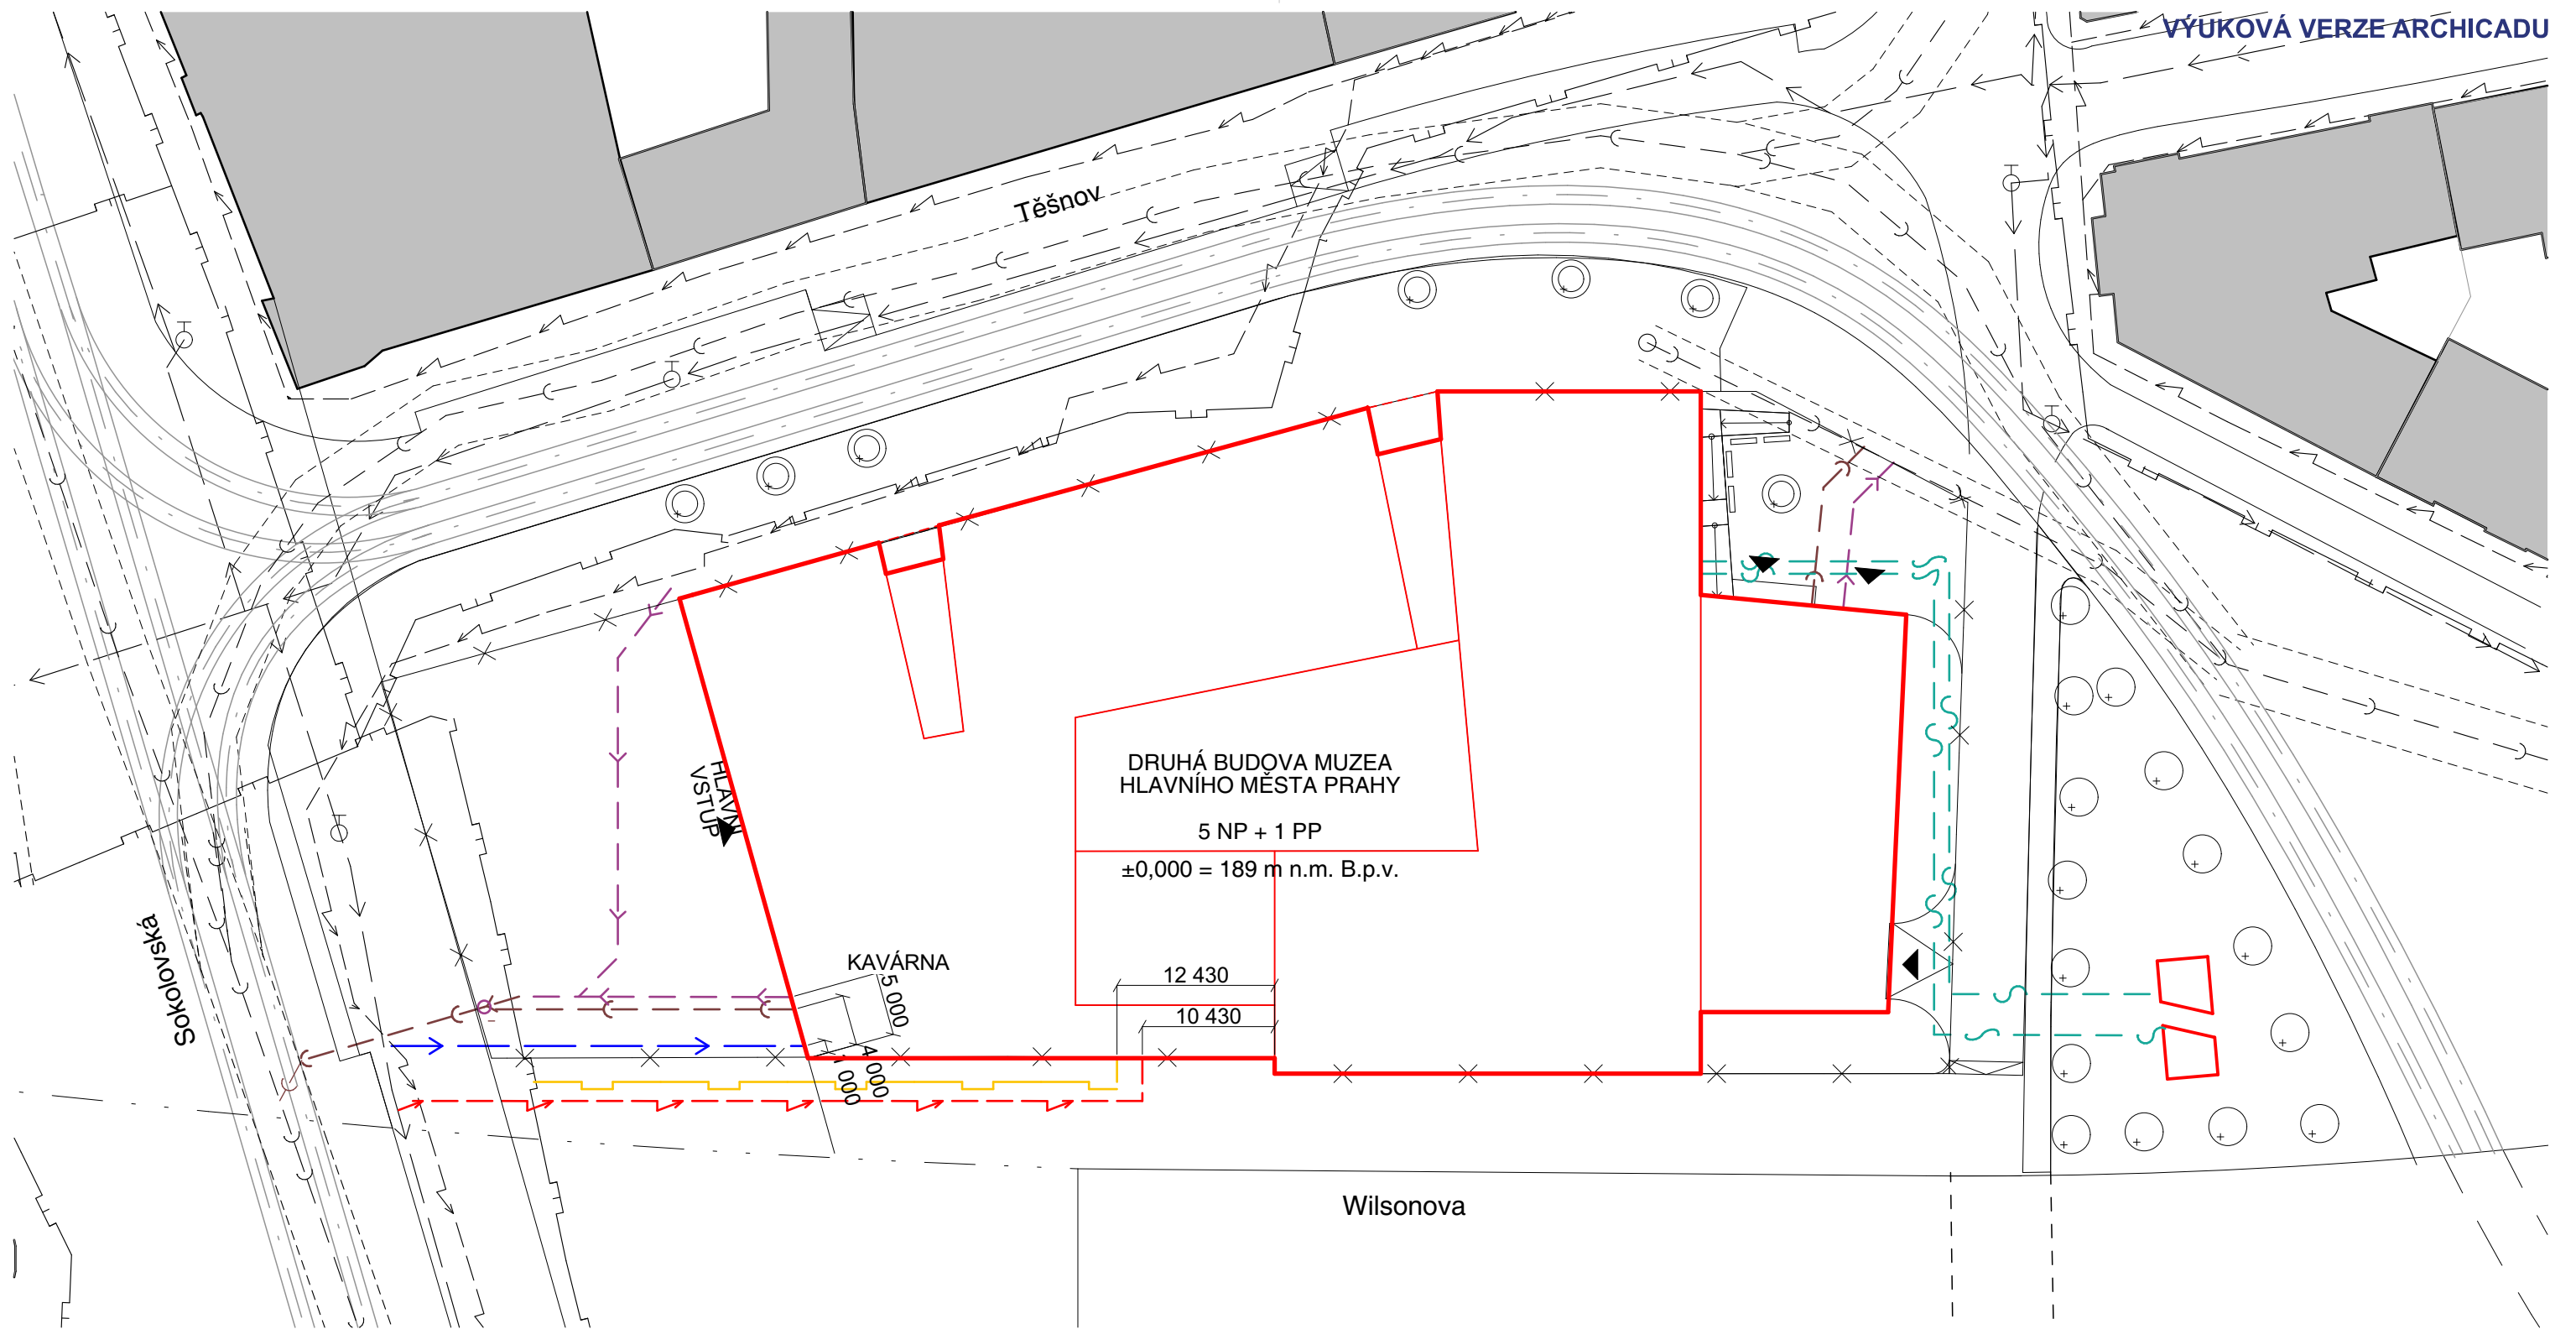 VÝUKOVÁ VERZE ARCHICADU
Těšnov
DRUHÁ BUDOVA MUZEA
HLAVNÍHO MĚSTA PRAHY
5 NP + 1 PP
±0,000 = 189 m n.m. B.p.v.
HLAVNÍ
VSTUP
KAVÁRNA
5 000
4 000
1 000
12 430
10 430
Sokolovská
Wilsonova